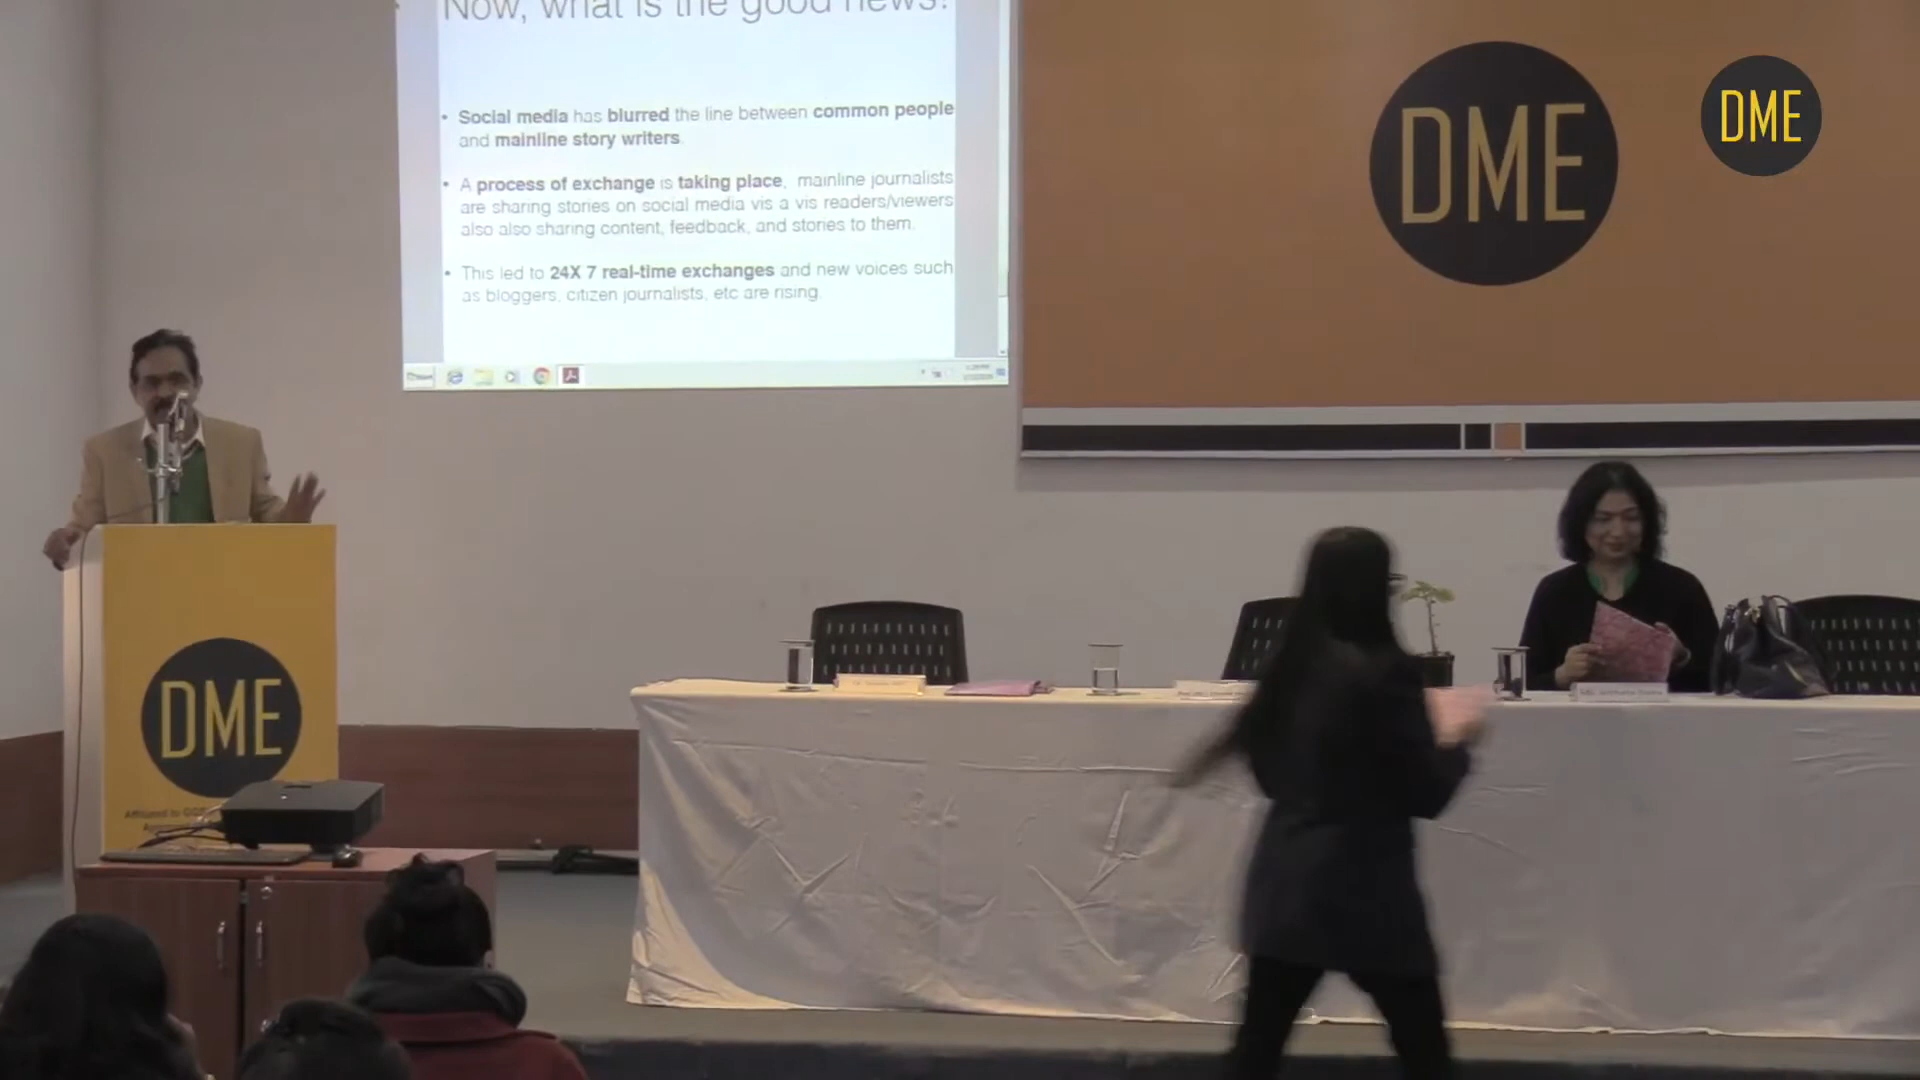 Now, what is the good news?
• Social media has blurred the line between common people
and mainline story writers.
• A process of exchange is taking place, mainline journalists
are sharing stories on social media vis a vis readers/viewers
also also sharing content, feedback, and stories to them.
• This led to 24X 7 real-time exchanges and new voices such
as bloggers, citizen journalists, etc are rising.
DME
DME
DME
Affiliated to